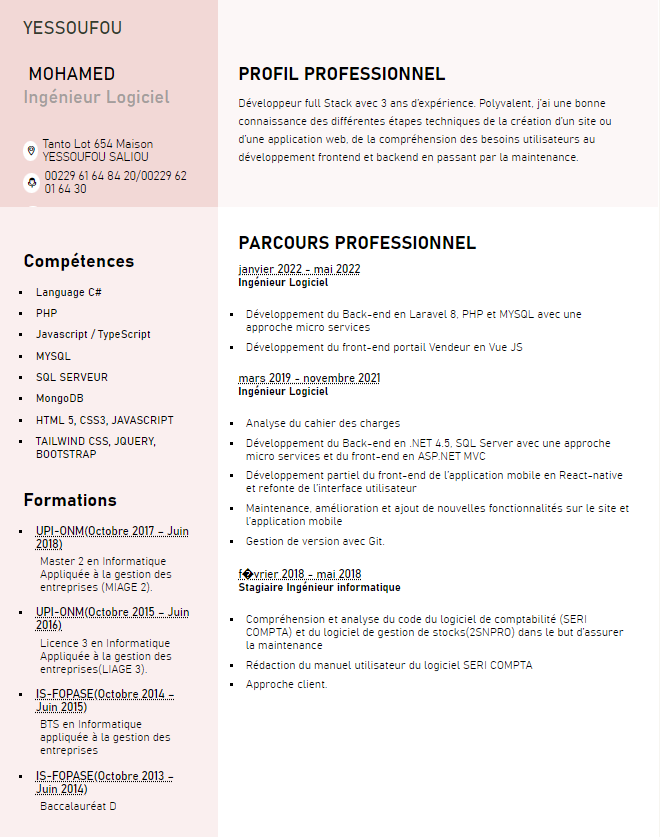 YESSOUFOU
MOHAMED
Ingénieur Logiciel
Tanto Lot 654 Maison
YESSOUFOU SALIOU
00229 61 64 84 20/00229 62
01 64 30
Compétences
Language C#
PHP
Javascript / TypeScript
MYSQL
SQL SERVEUR
MongoDB
HTML 5, CSS3, JAVASCRIPT
TAILWIND CSS, JQUERY,
BOOTSTRAP
Formations
UPI-ONM(Octobre 2017 – Juin
2018)
Master 2 en Informatique
Appliquée à la gestion des
entreprises (MIAGE 2).
UPI-ONM(Octobre 2015 – Juin
2016)
Licence 3 en Informatique
Appliquée à la gestion des
entreprises(LIAGE 3).
IS-FOPASE(Octobre 2014 –
Juin 2015)
BTS en Informatique
appliquée à la gestion des
entreprises
IS-FOPASE(Octobre 2013 –
Juin 2014)
Baccalauréat D
PROFIL PROFESSIONNEL
Développeur full Stack avec 3 ans d'expérience. Polyvalent, j'ai une bonne
connaissance des différentes étapes techniques de la création d'un site ou
d'une application web, de la compréhension des besoins utilisateurs au
développement frontend et backend en passant par la maintenance.
PARCOURS PROFESSIONNEL
janvier 2022 - mai 2022
Ingénieur Logiciel
Développement du Back-end en Laravel 8, PHP et MYSQL avec une
approche micro services
Développement du front-end portail Vendeur en Vue JS
mars 2019 - novembre 2021
Ingénieur Logiciel
Analyse du cahier des charges
Développement du Back-end en .NET 4.5, SQL Server avec une approche
micro services et du front-end en ASP.NET MVC
Développement partiel du front-end de l'application mobile en React-native
et refonte de l'interface utilisateur
Maintenance, amélioration et ajout de nouvelles fonctionnalités sur le site et
l'application mobile
Gestion de version avec Git.
f�vrier 2018 - mai 2018
Stagiaire Ingénieur informatique
Compréhension et analyse du code du logiciel de comptabilité (SERI
COMPTA) et du logiciel de gestion de stocks(2SNPRO) dans le but d'assurer
la maintenance
Rédaction du manuel utilisateur du logiciel SERI COMPTA
Approche client.